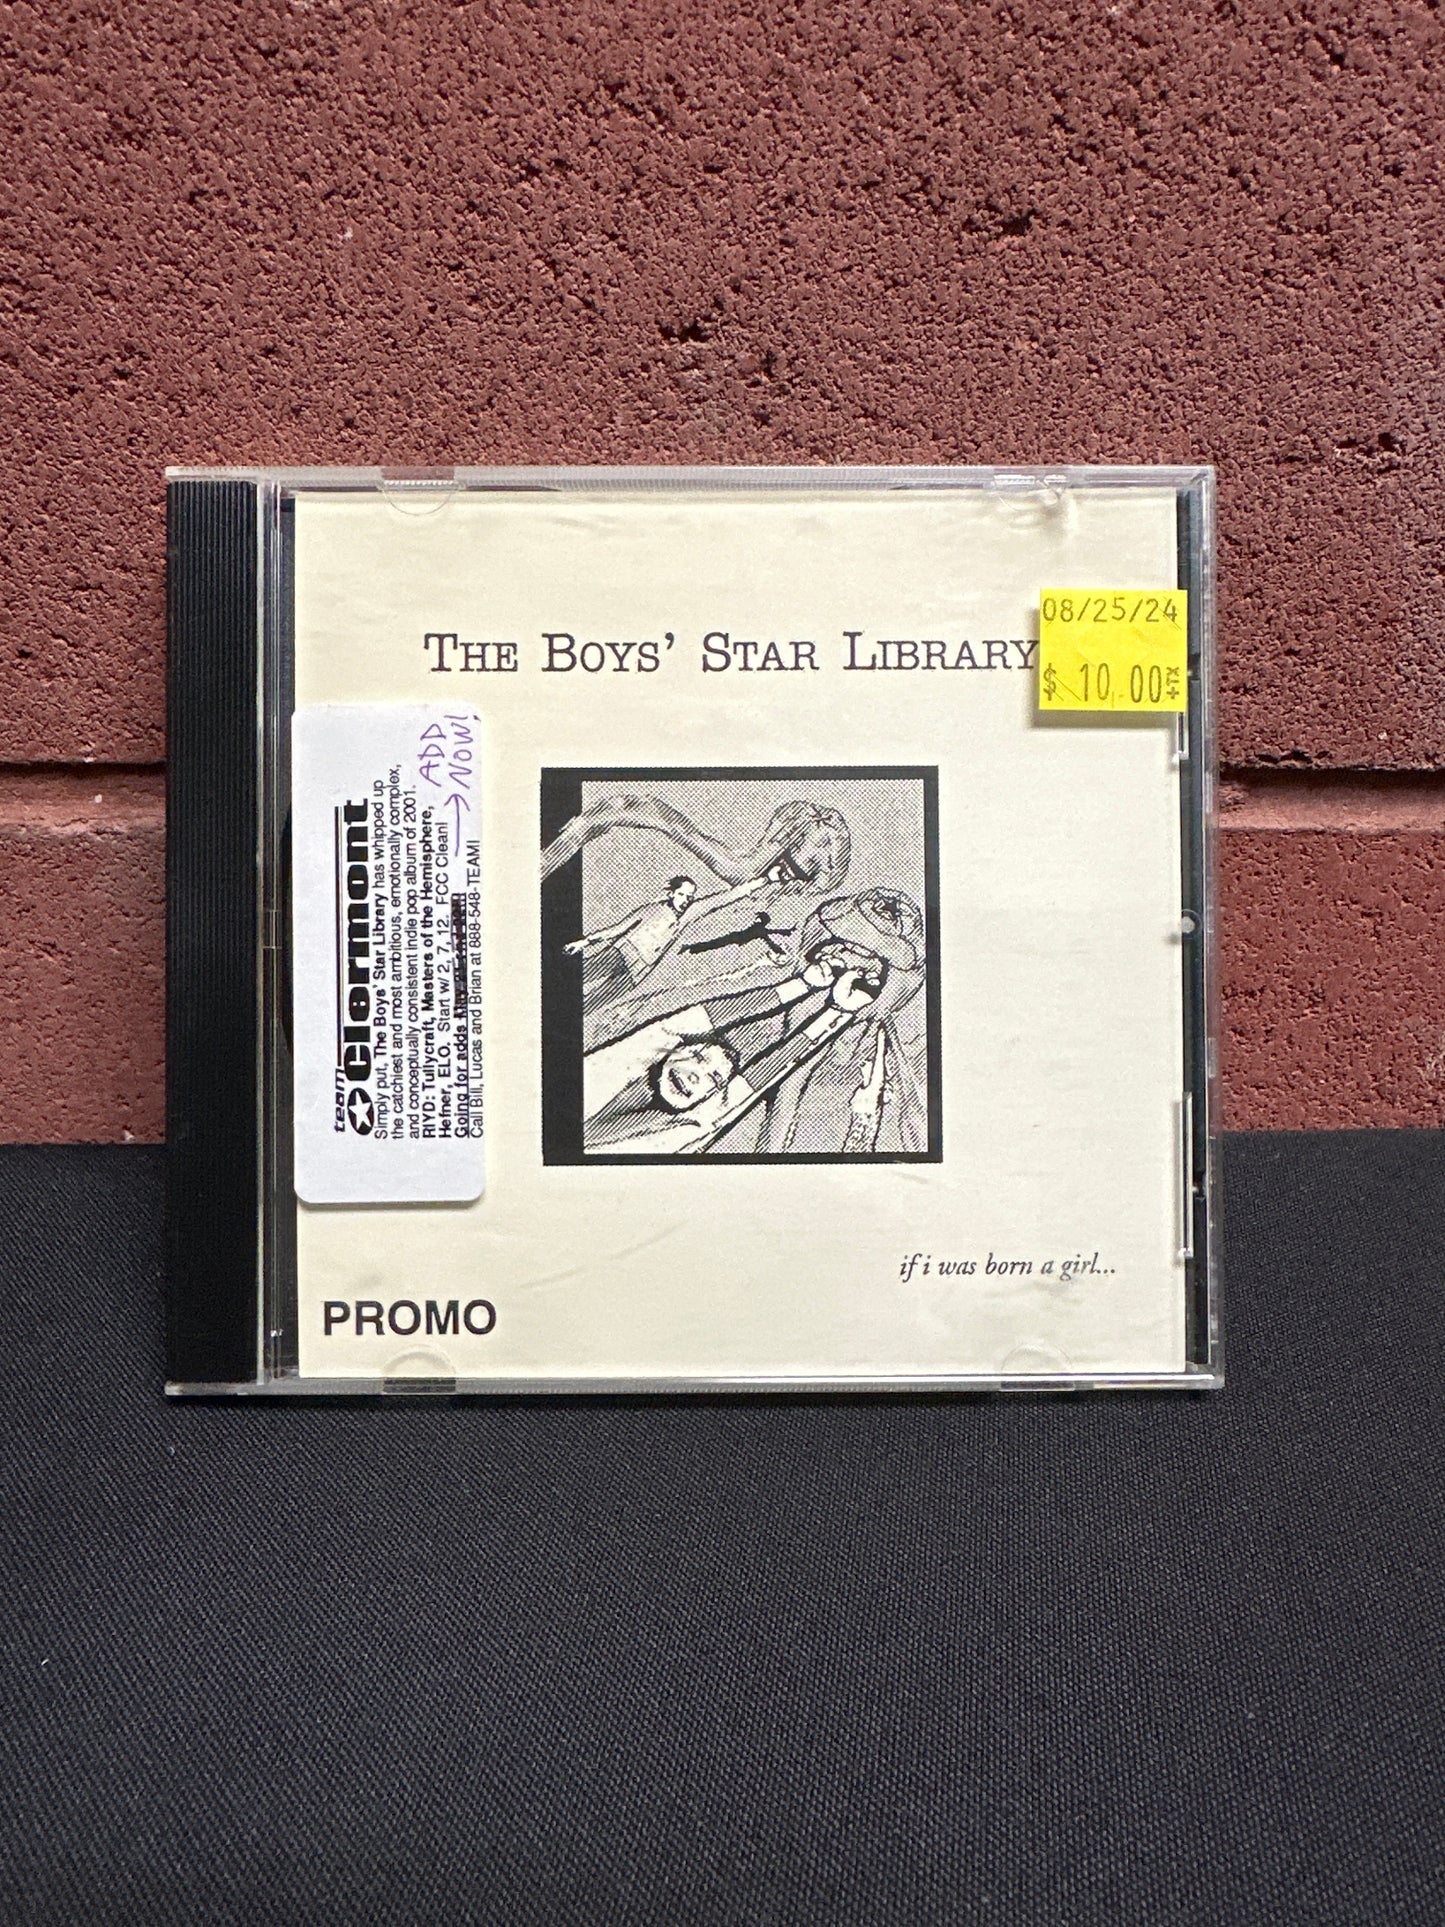 THE BOYS' STAR LIBRARY
08/25/24
$ 10.00 +TX
team
Clermont
Simply put, The Boys' Star Library has whipped up
the catchiest and most ambitious, emotionally complex,
and conceptually consistent indie pop album of 2001.
RIYD: Tullycraft, Masters of the Hemisphere,
Hefner, ELO. Start w/ 2, 7, 12. FCC Clean!
Going for adds
Call Bill, Lucas and Brian at 888-548-TEAM!
ADD
→ NOW!
if i was born a girl...
PROMO